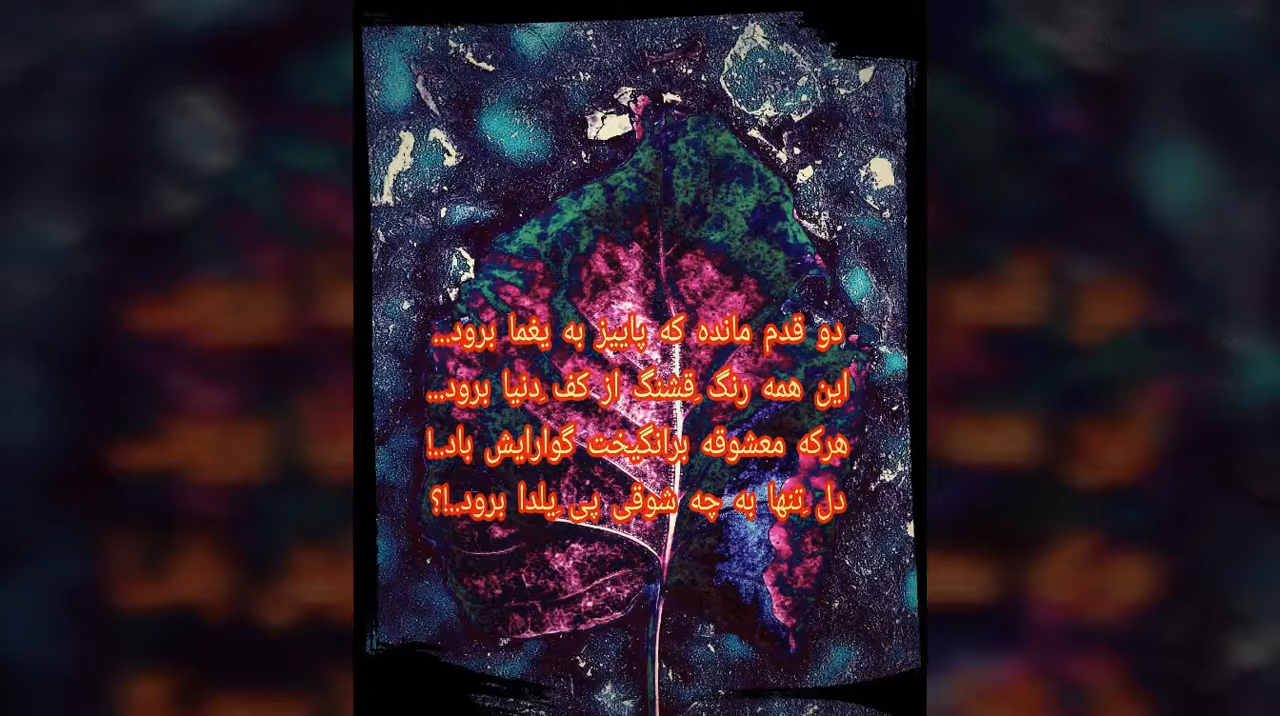 دو قدم مانده که پاییز به یغما برود...
این همه رنگ ِقشنگ از کف ِدنیا برود...
هرکه معشوقه برانگیخت گوارایش باد..!
دل ِتنها به چه شوقی پی ِیلدا برود..!؟